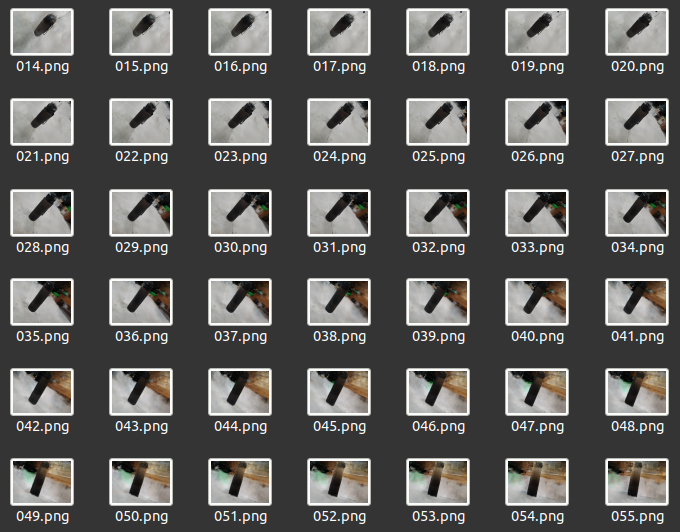 014.png 015.png 016.png 017.png 018.png 019.png 020.png
021.png 022.png 023.png 024.png 025.png 026.png 027.png
028.png 029.png 030.png 031.png 032.png 033.png 034.png
035.png 036.png 037.png 038.png 039.png 040.png 041.png
042.png 043.png 044.png 045.png 046.png 047.png 048.png
049.png 050.png 051.png 052.png 053.png 054.png 055.png